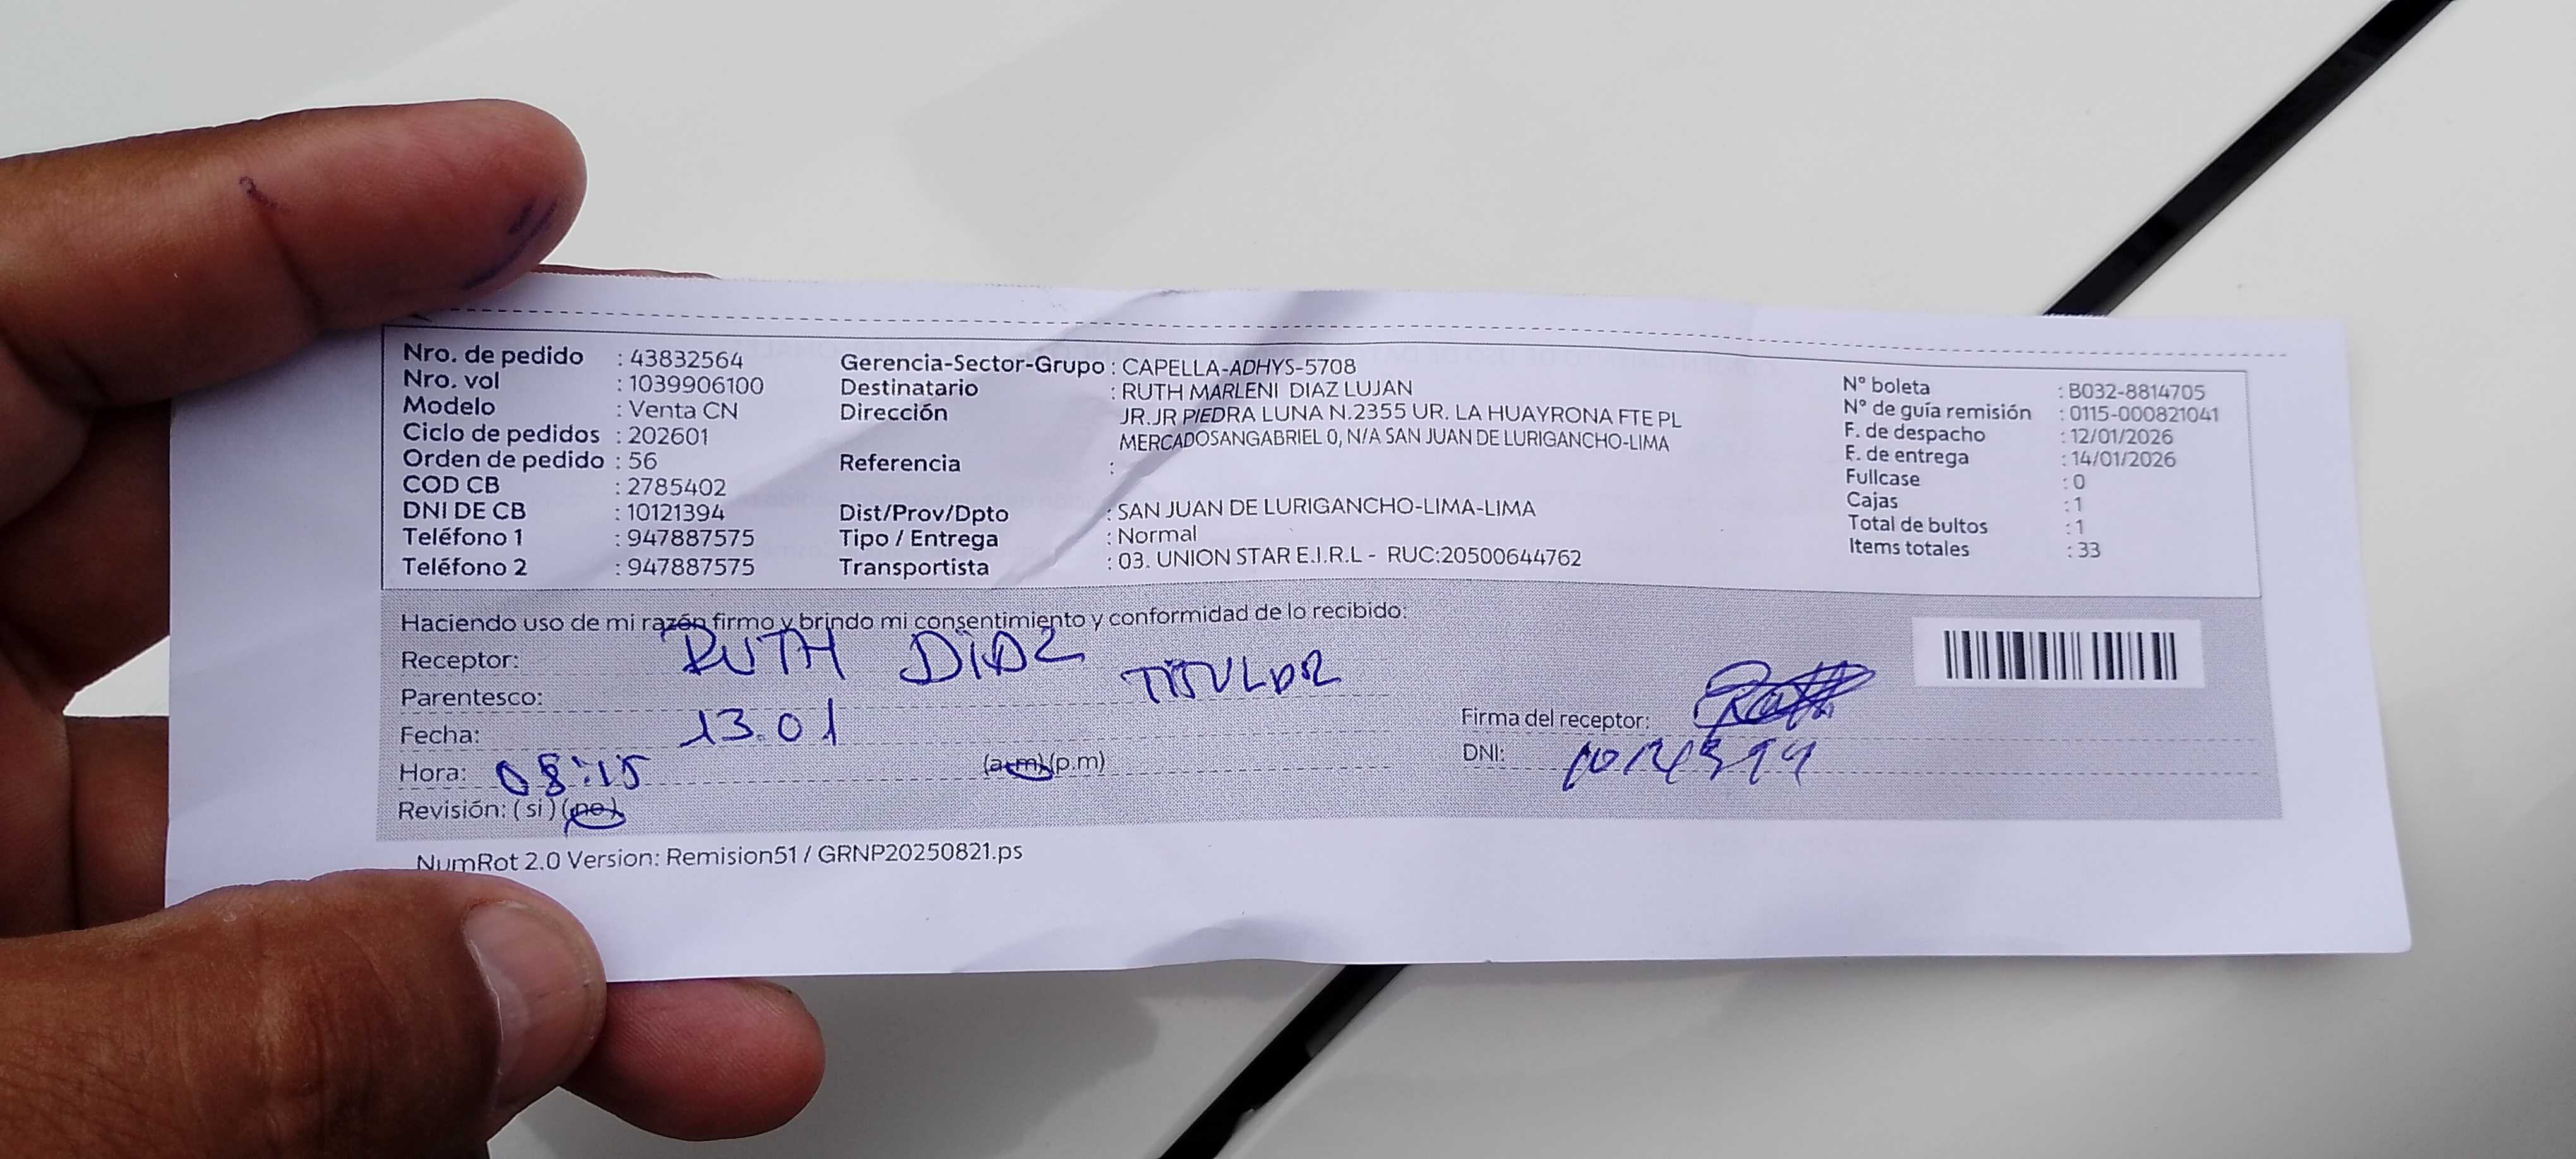 Nro. de pedido : 43832564
Nro. vol : 1039906100
Modelo : Venta CN
Ciclo de pedidos : 202601
Orden de pedido : 56
COD CB : 2785402
DNI DE CB : 10121394
Teléfono 1 : 947887575
Teléfono 2 : 947887575
Gerencia-Sector-Grupo : CAPELLA-ADHYS-5708
Destinatario : RUTH MARLENI DIAZ LUJAN
Dirección JR.JR PIEDRA LUNA N.2355 UR. LA HUAYRONA FTE PL
MERCADOSANGABRIEL 0, N/A SAN JUAN DE LURIGANCHO-LIMA
Referencia :
Dist/Prov/Dpto : SAN JUAN DE LURIGANCHO-LIMA-LIMA
Tipo / Entrega : Normal
Transportista : 03. UNION STAR E.I.R.L - RUC:20500644762
N° boleta : B032-8814705
N° de guía remisión : 0115-000821041
F. de despacho : 12/01/2026
F. de entrega : 14/01/2026
Fullcase : 0
Cajas : 1
Total de bultos : 1
Items totales : 33
Haciendo uso de mi razón firmo y brindo mi consentimiento y conformidad de lo recibido:
Receptor: RUTH DIAZ
Parentesco: TITULAR
Fecha: 13.01
Hora: 08:15 (a.m) (p.m)
Revisión: ( si ) (no)
Firma del receptor: Ruth
DNI:
NumRot 2.0 Version: Remision51 / GRNP20250821.ps